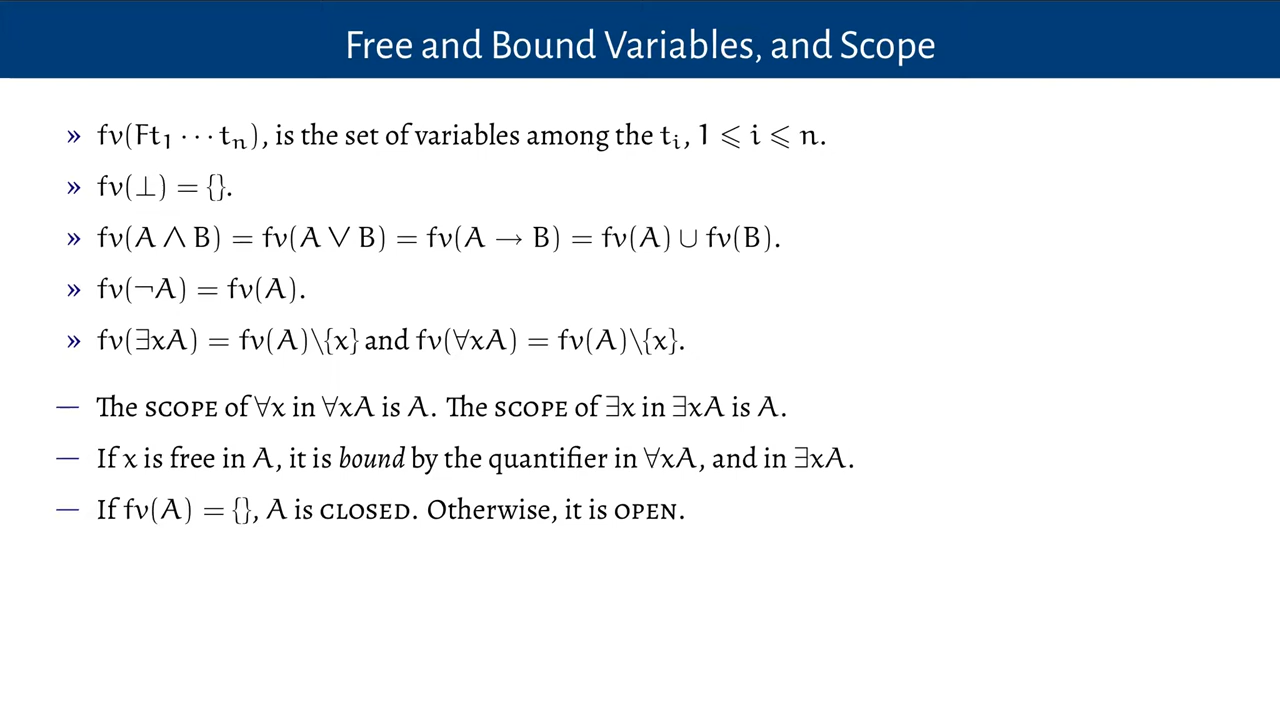 Free and Bound Variables, and Scope
» fv(Ft₁ ⋯ tₙ), is the set of variables among the tᵢ, 1 ⩽ i ⩽ n.
» fv(⊥) = {}.
» fv(A ∧ B) = fv(A ∨ B) = fv(A → B) = fv(A) ∪ fv(B).
» fv(¬A) = fv(A).
» fv(∃xA) = fv(A)\{x} and fv(∀xA) = fv(A)\{x}.
— The SCOPE of ∀x in ∀xA is A. The SCOPE of ∃x in ∃xA is A.
— If x is free in A, it is bound by the quantifier in ∀xA, and in ∃xA.
— If fv(A) = {}, A is CLOSED. Otherwise, it is OPEN.